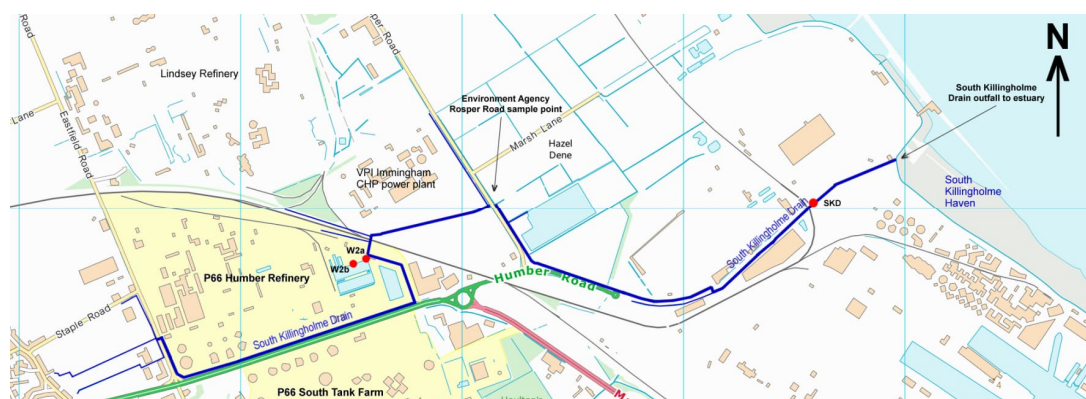 Road
Lane
Eastfield Road
Lindsey Refinery
per Road
Environment Agency
Rosper Road sample point
Marsh Lane
Hazel
Dene
VPI Immingham
CHP power plant
N
South Killingholme
Drain outfall to estuary
South
Killingholme
Haven
SKD
South Killingholme Drain
W2a
W2b
P66 Humber Refinery
Humber Road
Staple Road
South Killingholme Drain
P66 South Tank Farm